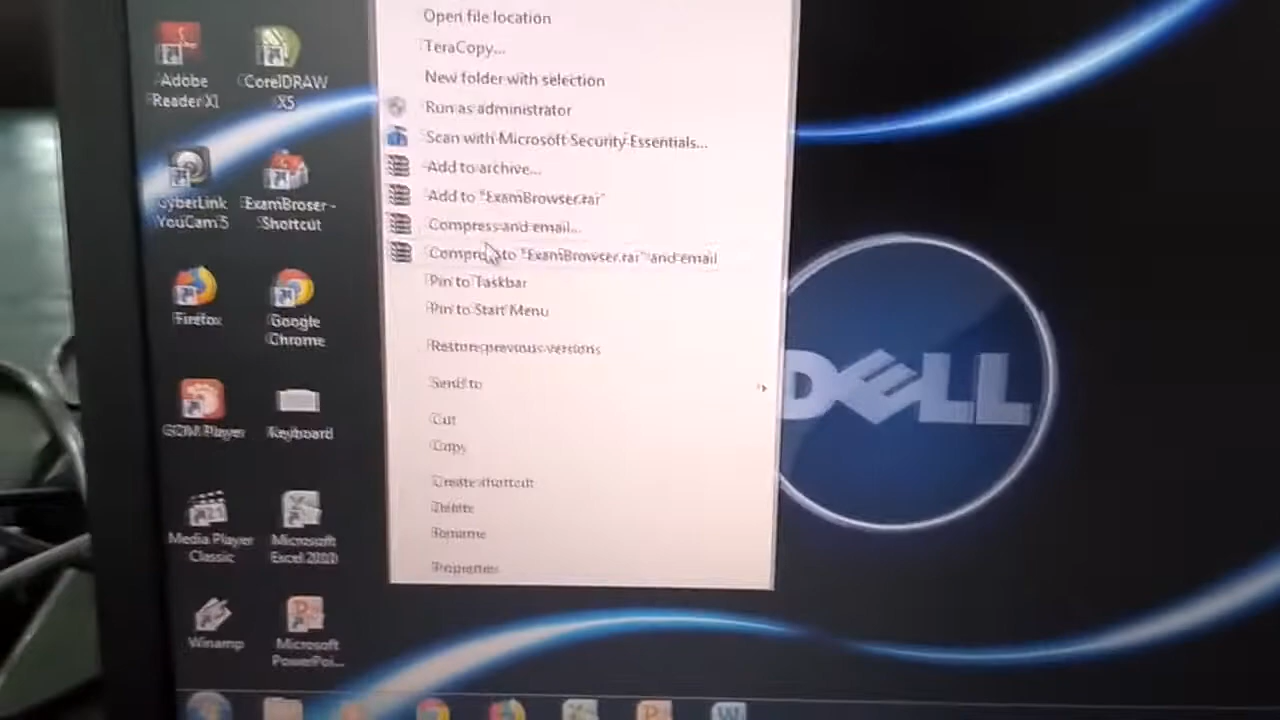 Adobe
Reader XI
CorelDRAW
X5
CyberLink
YouCam 5
ExamBroser -
Shortcut
Firefox
Google
Chrome
GOM Player
Keyboard
Media Player
Classic
Microsoft
Excel 2010
Winamp
Microsoft
PowerPoi...
Open file location
TeraCopy...
New folder with selection
Run as administrator
Scan with Microsoft Security Essentials...
Add to archive...
Add to "ExamBrowser.rar"
Compress and email...
Compress to "ExamBrowser.rar" and email
Pin to Taskbar
Pin to Start Menu
Restore previous versions
Send to
Cut
Copy
Create shortcut
Delete
Rename
Properties
DELL